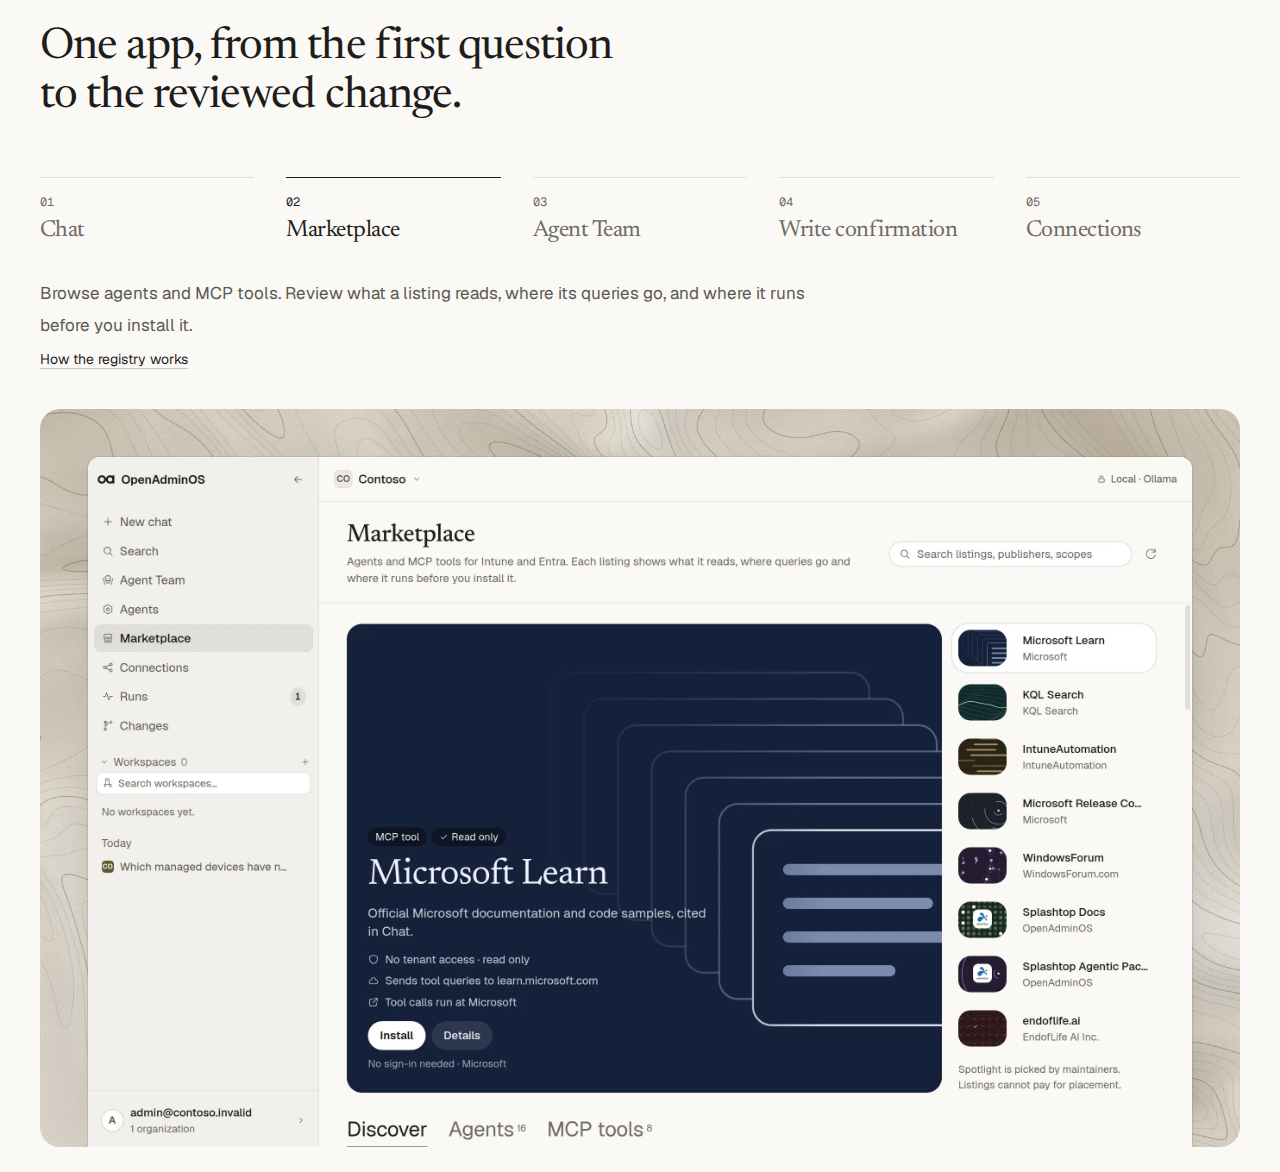 One app, from the first question
to the reviewed change.
01
Chat
02
Marketplace
03
Agent Team
04
Write confirmation
05
Connections
Browse agents and MCP tools. Review what a listing reads, where its queries go, and where it runs
before you install it.
How the registry works
oa OpenAdminOS
New chat
Search
Agent Team
Agents
Marketplace
Connections
Runs 1
Changes
Workspaces 0
Search workspaces...
No workspaces yet.
Today
CO Which managed devices have n...
A
admin@contoso.invalid
1 organization
CO Contoso
Local · Ollama
Marketplace
Agents and MCP tools for Intune and Entra. Each listing shows what it reads, where queries go and
where it runs before you install it.
Search listings, publishers, scopes
MCP tool
Read only
Microsoft Learn
Official Microsoft documentation and code samples, cited
in Chat.
No tenant access · read only
Sends tool queries to learn.microsoft.com
Tool calls run at Microsoft
Install
Details
No sign-in needed · Microsoft
Microsoft Learn
Microsoft
KQL Search
KQL Search
IntuneAutomation
IntuneAutomation
Microsoft Release Co...
Microsoft
WindowsForum
WindowsForum.com
Splashtop Docs
OpenAdminOS
Splashtop Agentic Pac...
OpenAdminOS
endoflife.ai
EndofLife AI Inc.
Spotlight is picked by maintainers.
Listings cannot pay for placement.
Discover
Agents 16
MCP tools 8